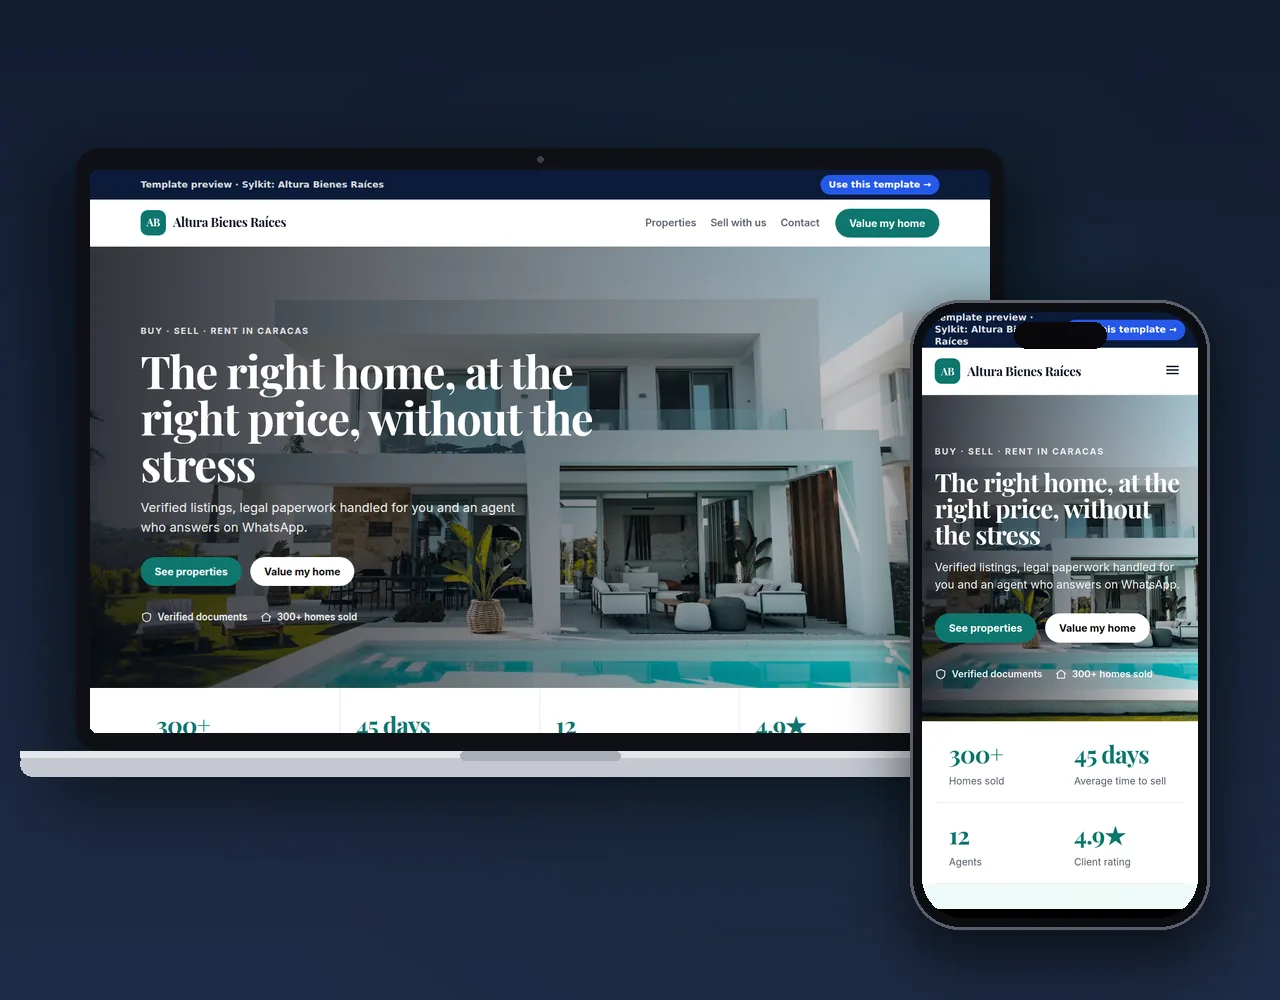 Template preview · Sylkit: Altura Bienes Raíces
Use this template →
AB
Altura Bienes Raíces
Properties
Sell with us
Contact
Value my home
BUY · SELL · RENT IN CARACAS
The right home, at the
right price, without the
stress
Verified listings, legal paperwork handled for you and an agent
who answers on WhatsApp.
See properties
Value my home
Verified documents
300+ homes sold
300+
45 days
12
4.9★
Template preview ·
Sylkit: Altura Bi
Raíces
is template →
AB
Altura Bienes Raíces
BUY · SELL · RENT IN CARACAS
The right home, at the
right price, without
the stress
Verified listings, legal paperwork handled for
you and an agent who answers on WhatsApp.
See properties
Value my home
Verified documents
300+ homes sold
300+
Homes sold
45 days
Average time to sell
12
Agents
4.9★
Client rating